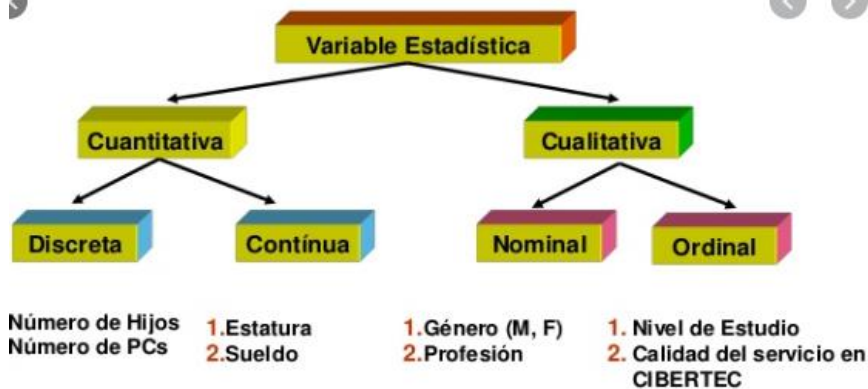 Variable Estadística
Cuantitativa
Cualitativa
Discreta
Contínua
Nominal
Ordinal
Número de Hijos
Número de PCs
1.Estatura
2.Sueldo
1.Género (M, F)
2.Profesión
1. Nivel de Estudio
2. Calidad del servicio en
CIBERTEC